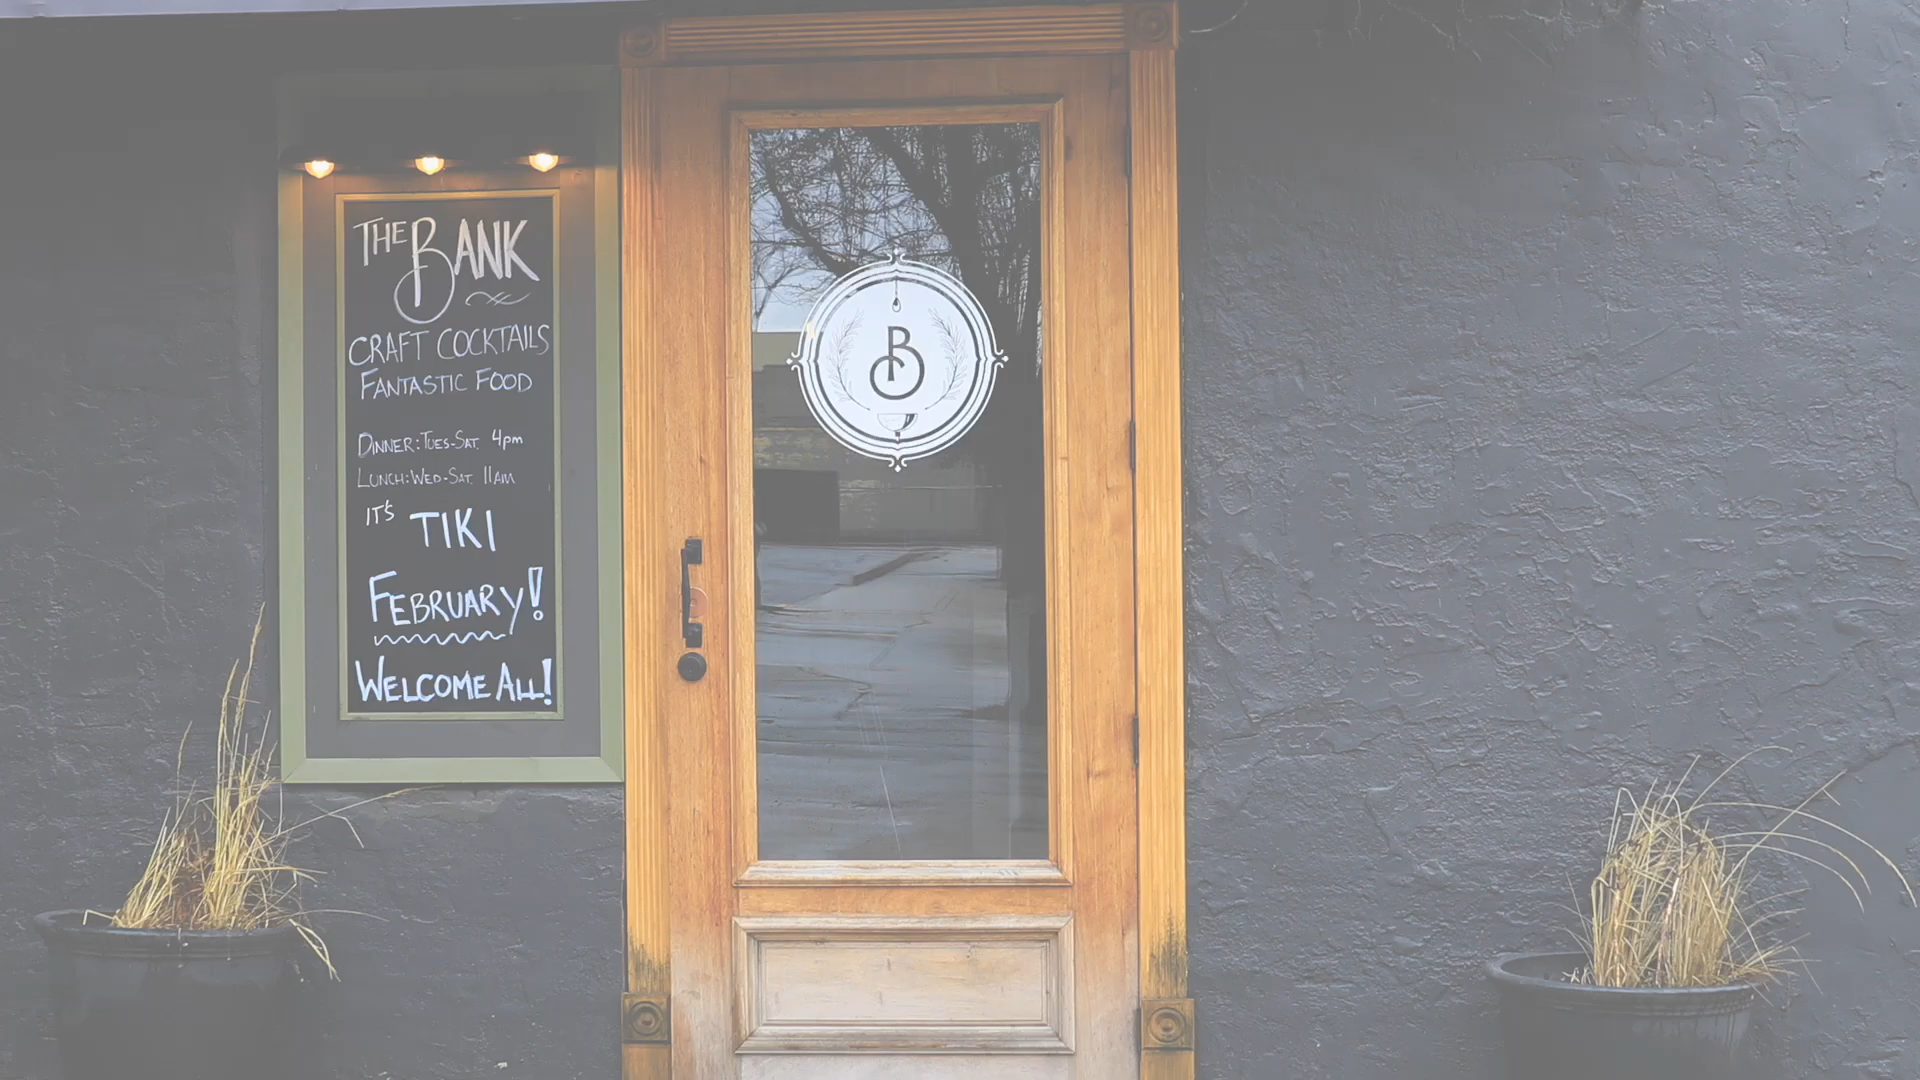 THE BANK
CRAFT COCKTAILS
FANTASTIC FOOD
DINNER: TUES-SAT. 4pm
LUNCH: WED-SAT. 11AM
IT'S TIKI
FEBRUARY!
WELCOME ALL!
B